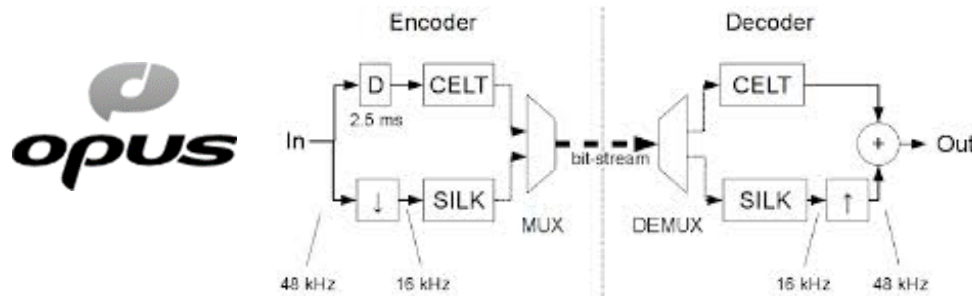 opus
Encoder
Decoder
D
CELT
CELT
2.5 ms
In
bit-stream
+
Out
↓
SILK
SILK
↑
MUX
DEMUX
48 kHz
16 kHz
16 kHz
48 kHz